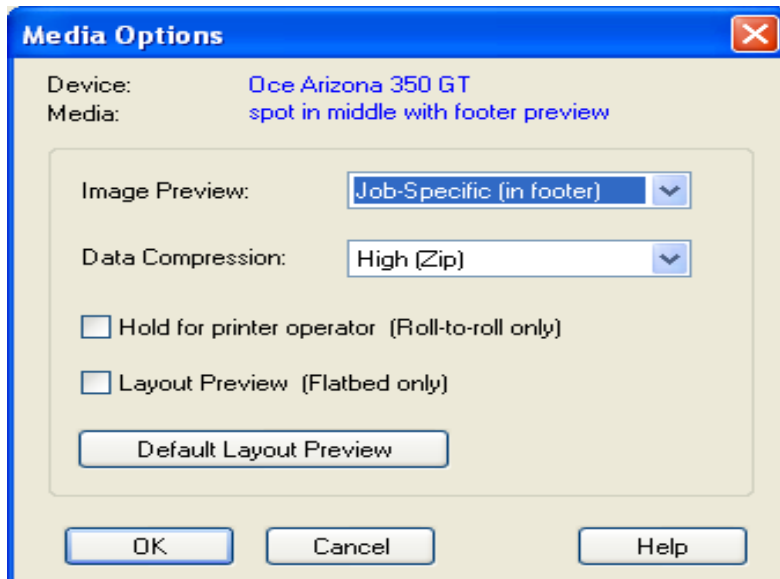 Media Options
Device: Oce Arizona 350 GT
Media: spot in middle with footer preview
Image Preview: Job-Specific (in footer)
Data Compression: High (Zip)
Hold for printer operator (Roll-to-roll only)
Layout Preview (Flatbed only)
Default Layout Preview
OK Cancel Help